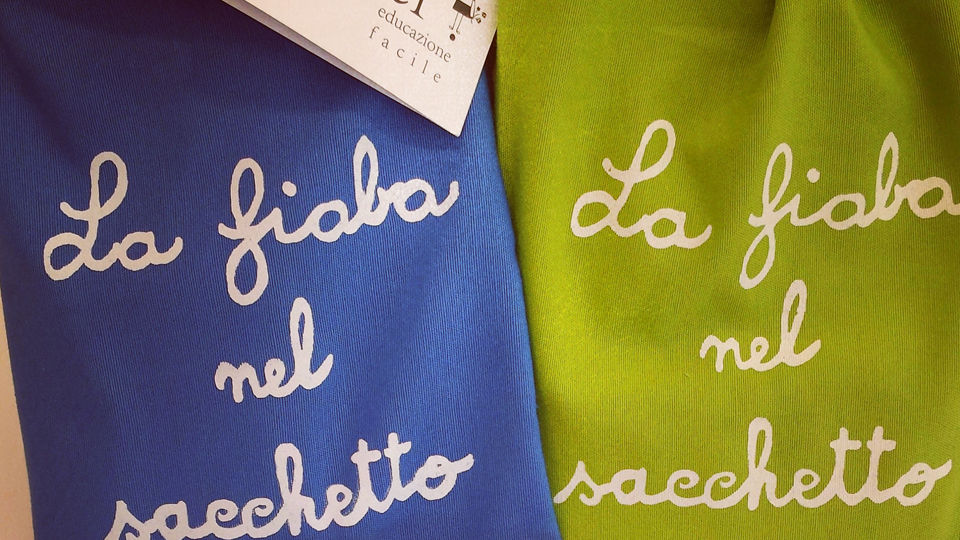 educazione
facile
La fiaba
nel
sacchetto
La fiaba
nel
sacchetto